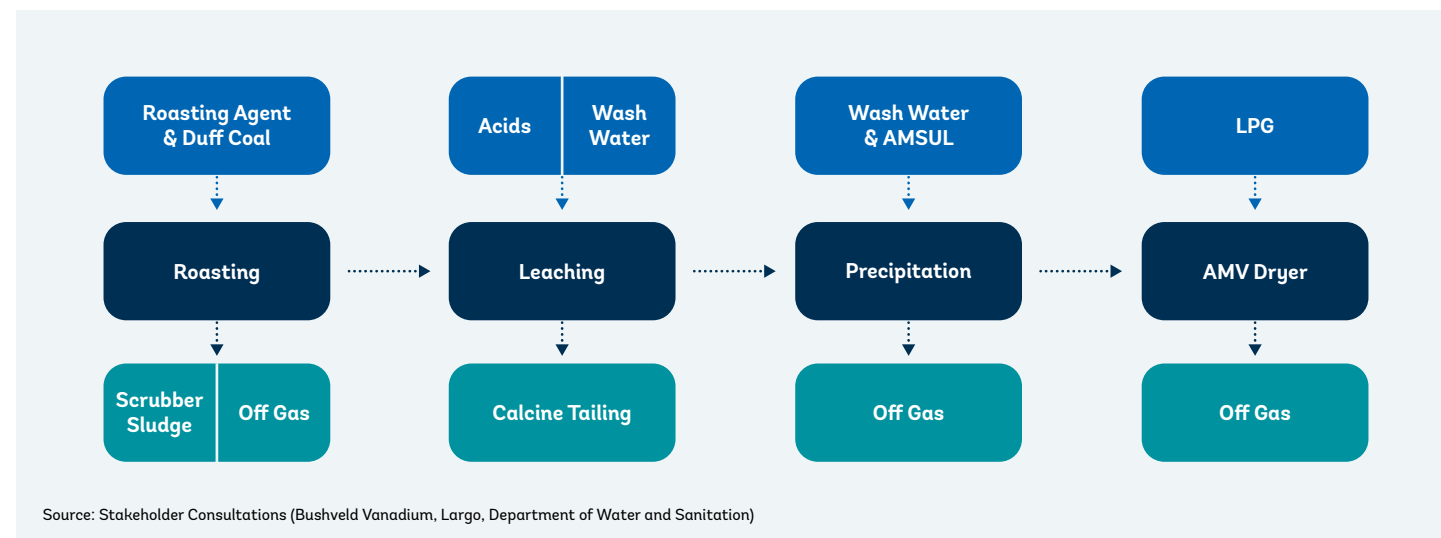 Roasting Agent
& Duff Coal
Acids
Wash
Water
Wash Water
& AMSUL
LPG
Roasting
Leaching
Precipitation
AMV Dryer
Scrubber
Sludge
Off Gas
Calcine Tailing
Off Gas
Off Gas
Source: Stakeholder Consultations (Bushveld Vanadium, Largo, Department of Water and Sanitation)